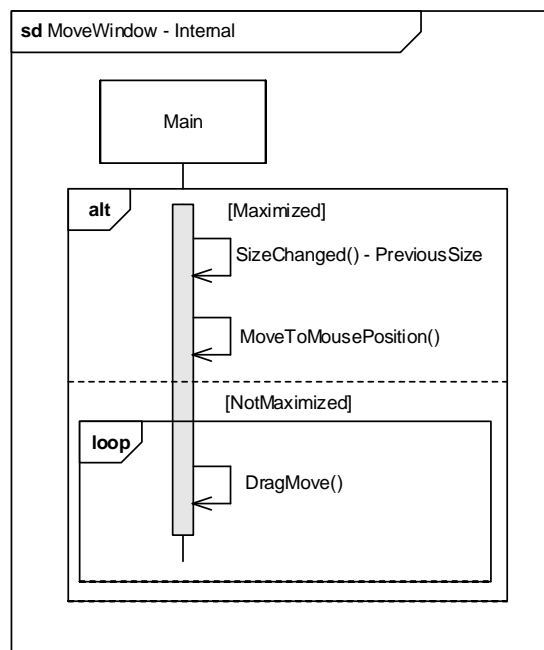 sd MoveWindow - Internal
Main
alt
[Maximized]
SizeChanged() - PreviousSize
MoveToMousePosition()
[NotMaximized]
loop
DragMove()